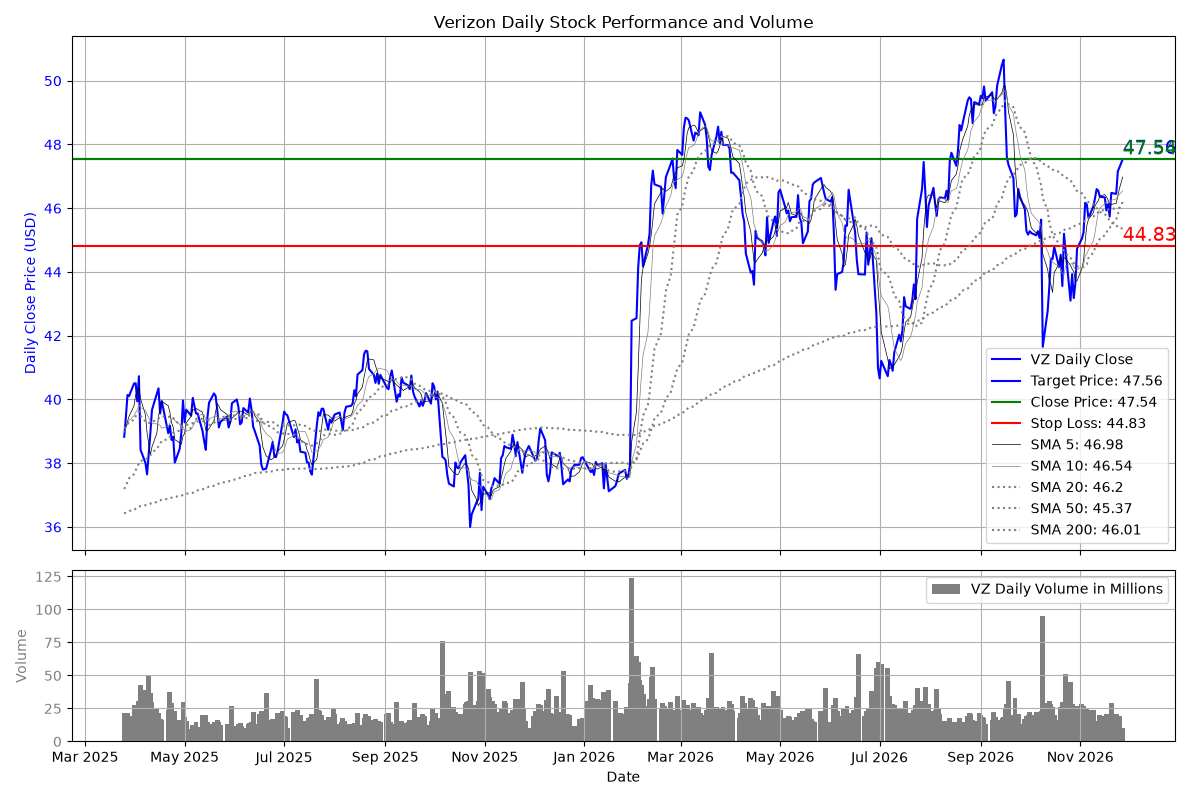 Verizon Daily Stock Performance and Volume
Daily Close Price (USD)
50
48
46
44
42
40
38
36
47.56
44.83
VZ Daily Close
Target Price: 47.56
Close Price: 47.54
Stop Loss: 44.83
SMA 5: 46.98
SMA 10: 46.54
SMA 20: 46.2
SMA 50: 45.37
SMA 200: 46.01
Volume
125
100
75
50
25
0
VZ Daily Volume in Millions
Mar 2025 May 2025 Jul 2025 Sep 2025 Nov 2025 Jan 2026 Mar 2026 May 2026 Jul 2026 Sep 2026 Nov 2026
Date